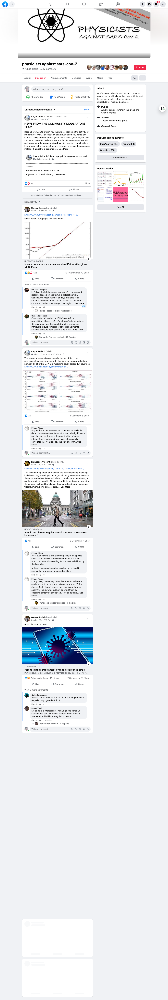 THE ENTRY QUESTIONS
ING FOR ADMISSION
READ THE POLICY IN THE ANNOUNCEMENT
CONTRIBUTION
PHYSICISTS
AGAINST SARS-CoV-2
physicists against sars-cov-2
Public group · 6.8K members
Invite
About
Discussion
Announcements
Members
Events
Media
Files
What's on your mind, Luca?
Photo/Video
Tag People
Feeling/Activity
Unread Announcements · 7
See All
Cayce Pollard Colaiori shared a post.
Admin · May 4 ·
NEWS FROM THE COMMUNITY MODERATORS
TEAM:
Dear all, we wish to inform you that we are reducing the activity of
moderators. We will accept only contributions strictly compliant
with the policy and the ethical guidelines*. Please, use English and
submit only contents relevant to the scientific community. We will
no longer be able to provide feedback to rejected contributions.
If your post is the continuation of a previous one, use comments
instead. If a post to a paper is re... See More
Cayce Pollard Colaiori ▸ physicists against sars-cov-2
Admin · March 18 ·
README !!UPDATED 01.04.2020!!
If you've not done it already,... See More
15
1 Share
Like
Share
Cayce Pollard Colaiori turned off commenting for this post.
New Activity
Giorgio Parisi shared a link.
October 21 at 5:48 PM ·
https://www.huffingtonpost.it/.../misure-drastiche-o-a...
It is in Italian, but google translate works.
HUFFINGTONPOST.IT
Misure drastiche o a metà novembre 500 morti al giorno
(di G. Parisi)
123
124 Comments 70 Shares
Like
Comment
Share
View 21 more comments
Pol Mac Greagoir
Is 7 days the total range of infectivity? If tracing and
isolating (based on positivity) is at least partially
working, the mean number of days available to an
infected person to infect others should be reduced
compared to the "true" range. This might ... See More
1
Like · Reply · 4d
Filippo Riccio replied · 12 Replies
Giancarlo Ferrera
Circa meta' dei pazienti in ICU e' over 65. La
probabilita' di finire in ICU e' molto piu' alta per gli over
65 (mi pare di aver letto un fattore 5). Invece che
introdurre misure "drastiche" (che probabilmente
saranno chiusire delle scuole e delle atti... See More
Like · Reply · 4d
Giancarlo Ferrera replied · 34 Replies
Write a comment...
Cayce Pollard Colaiori
Admin · October 25 at 10:37 AM ·
The temporal association of introducing and lifting non-
pharmaceutical interventions with the time-varying reproduction
number (R) of SARS-CoV-2: a modelling study across 131 countries
https://www.thelancet.com/action/showPdf...
20
1 Comment 6 Shares
Like
Comment
Share
Filippo Riccio
Maybe this is the best one can obtain from available
data. I have some doubts about how much significance
may have a result where the contribution of each
intervention is extracted from a set of extremely
correlated interventions (by the way this limit... See
More
Like · Reply · 13h
Write a comment...
Francesco Visconti shared a link.
October 26 at 3:45 PM ·
https://www.newscientist.com/.../2257603-should-we-plan.../
This is something I read about since the very beginning. Planning
lockdowns, say a week per month, would let governments estimate
the costs and subventions (calculated upon income tax returns, and
partly given in tax credit). All the needed interventions to deal with
the pandemic should be taken in the meanwhile (improve contact
tracing, improve first contact care, ... See More
NEWSCIENTIST.COM
Should we plan for regular 'circuit-breaker' coronavirus
lockdowns?
13
5 Comments 1 Share
Like
Comment
Share
Filippo Riccio
Well, even having a pre-planned policy to be applied
semi-automatically when some conditions are met
would be better than waiting for the next weird idea by
the lawmakers.
At least, one could pre-plan in advance. Instead it
seems that lawmakers are pr... See More
Like · Reply · 18h
Filippo Riccio
In any case, since many countries are controlling the
epidemics without a single national lockdown (China,
Japan, South Korea) maybe the issue is not how to
apply the lockdowns, but how to avoid them by
choosing better "scientific" advisors and politic... See
More
Like · Reply · 18h
Francesco Visconti replied · 3 Replies
Write a comment...
Giorgio Parisi shared a link.
October 26 at 7:16 PM ·
A very interesting paper!
SCIENZAINRETE.IT
Perché i dati di tracciamento vanno presi con le pinze
Purtroppo, l'ora della clausura è ritornata. I nuovi casi di Covid-1...
Roberto Carlin and 45 others
17 Comments 25 Shares
Like
Comment
Share
View 5 more comments
Giulio Caravagna
A clear hint to the importance of interpreting data in a
Bayesian way.. grande Guido!
Like · Reply · 1d
Leone Vitali
Molto bello e interessante. Aggiungo che senza un
sistema tipo quello coreano sembra molto difficile
avere dati affidabili sui luoghi di contatto
Like · Reply · 22h · Edited
Leone Vitali replied · 2 Replies
Write a comment...
About
DISCLAIMER: The discussions or comments
posted by individual members are not intended
to be, and should not be considered a
substitute for medic... See More
Public
Anyone can see who's in the group and
what they post
Visible
Anyone can find this group.
General Group
Popular Topics in Posts
DataAnalysis (1...
Papers (58)
Questions (38)
Show More
Recent Media
See All